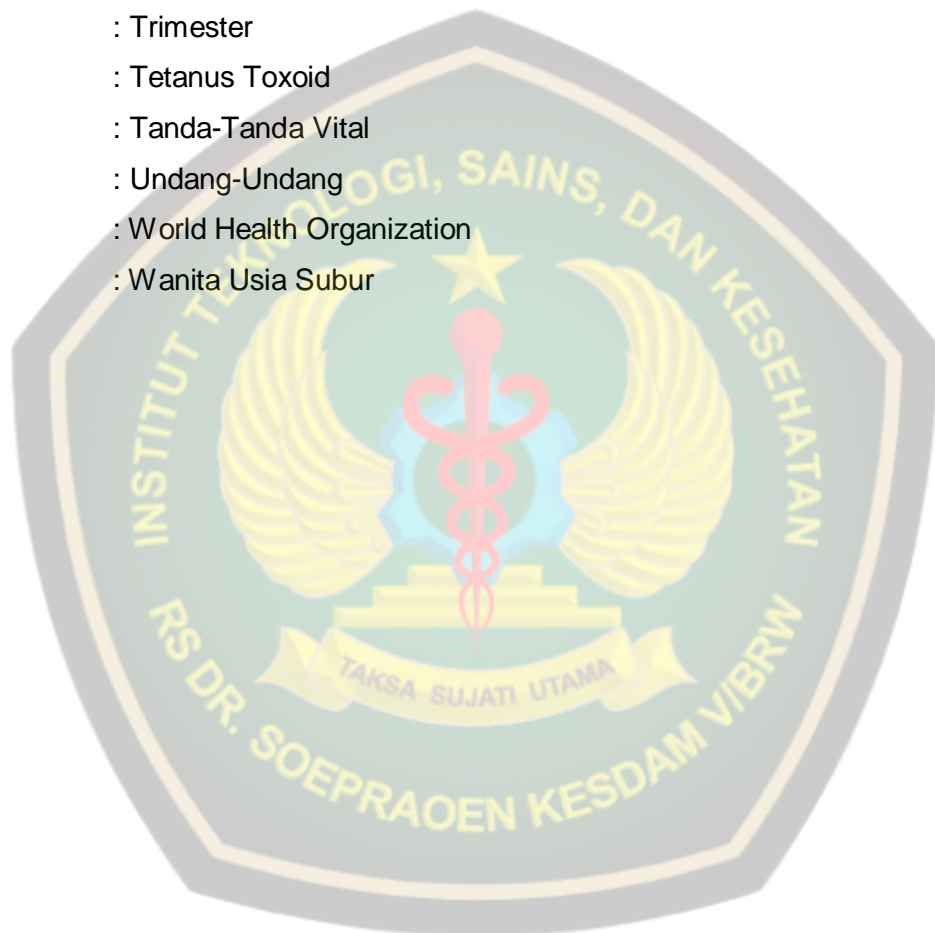 : Trimester
: Tetanus Toxoid
: Tanda-Tanda Vital
: Undang-Undang
: World Health Organization
: Wanita Usia Subur
INSTITUT TEKNOLOGI, SAINS, DAN KESEHATAN
TAKSA SUJATI UTAMA
RS DR. SOEPRAOEN KESDAM V/BRW